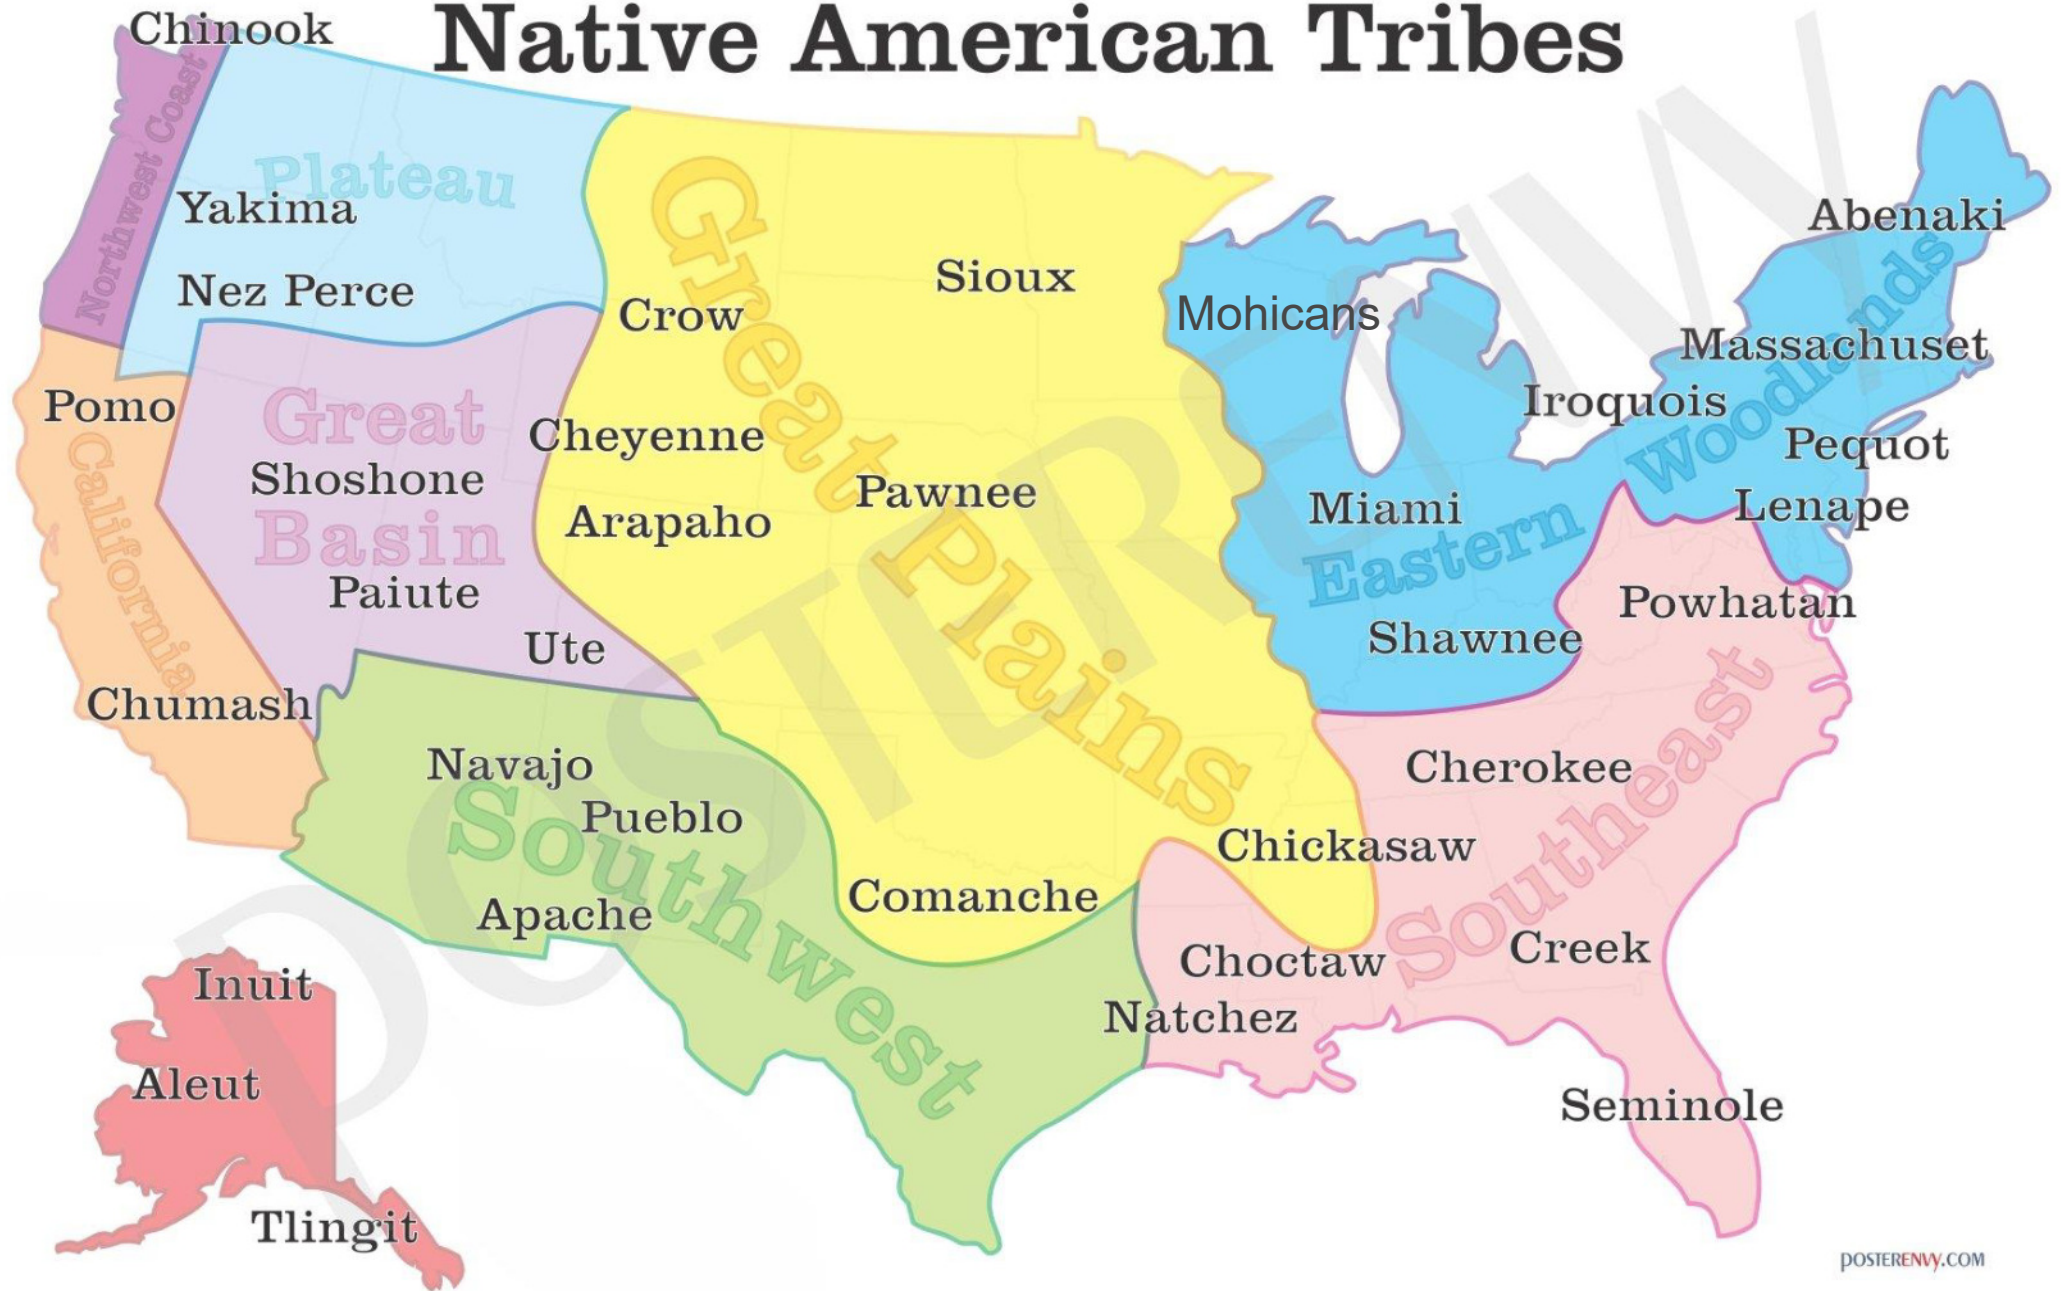 Native American Tribes
Chinook
Northwest Coast
Plateau
Yakima
Nez Perce
Great Plains
Crow
Sioux
Cheyenne
Arapaho
Pawnee
Comanche
Great
Basin
Shoshone
Paiute
Ute
California
Pomo
Chumash
Southwest
Navajo
Pueblo
Apache
Eastern Woodlands
Mohicans
Abenaki
Massachuset
Iroquois
Pequot
Lenape
Miami
Shawnee
Southeast
Powhatan
Cherokee
Chickasaw
Choctaw
Creek
Natchez
Seminole
Inuit
Aleut
Tlingit
POSTERENVY
POSTERENVY.COM